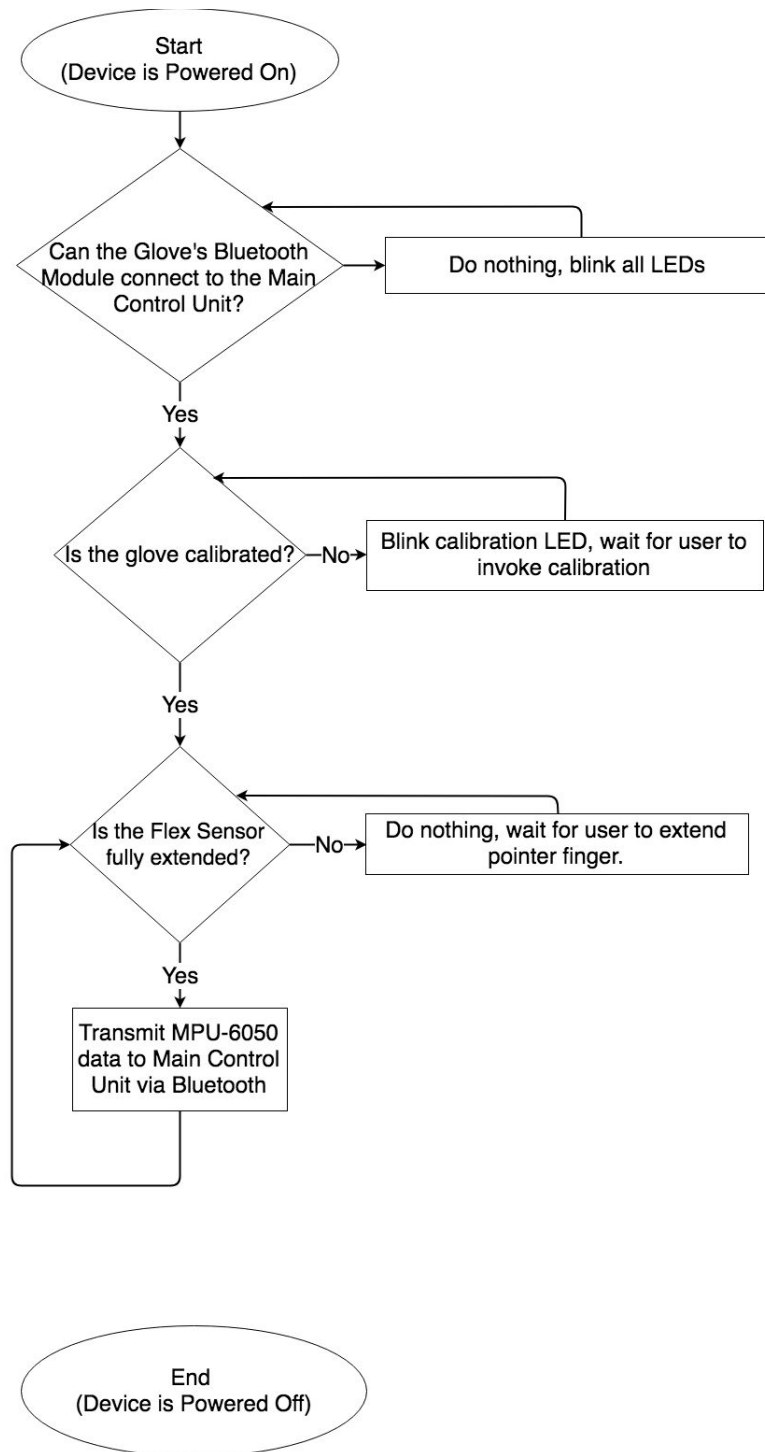 Start
(Device is Powered On)
Can the Glove's Bluetooth
Module connect to the Main
Control Unit?
Do nothing, blink all LEDs
Yes
Is the glove calibrated?
No
Blink calibration LED, wait for user to
invoke calibration
Yes
Is the Flex Sensor
fully extended?
No
Do nothing, wait for user to extend
pointer finger.
Yes
Transmit MPU-6050
data to Main Control
Unit via Bluetooth
End
(Device is Powered Off)